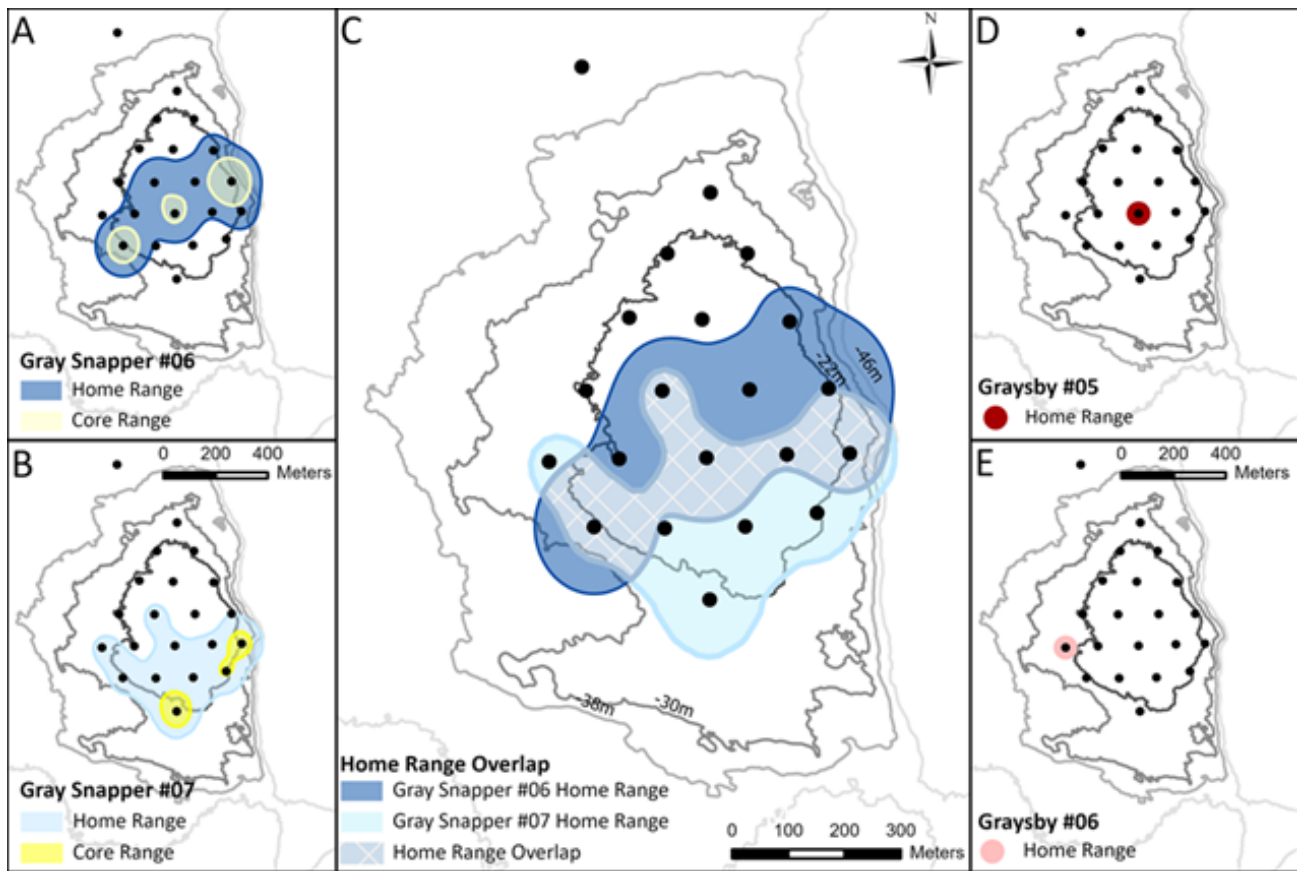 A
Gray Snapper #06
Home Range
Core Range
B
0 200 400
Meters
Gray Snapper #07
Home Range
Core Range
C
N
-22m
-46m
-38m
-30m
Home Range Overlap
Gray Snapper #06 Home Range
Gray Snapper #07 Home Range
Home Range Overlap
0 100 200 300
Meters
D
Graysby #05
Home Range
E
0 200 400
Meters
Graysby #06
Home Range